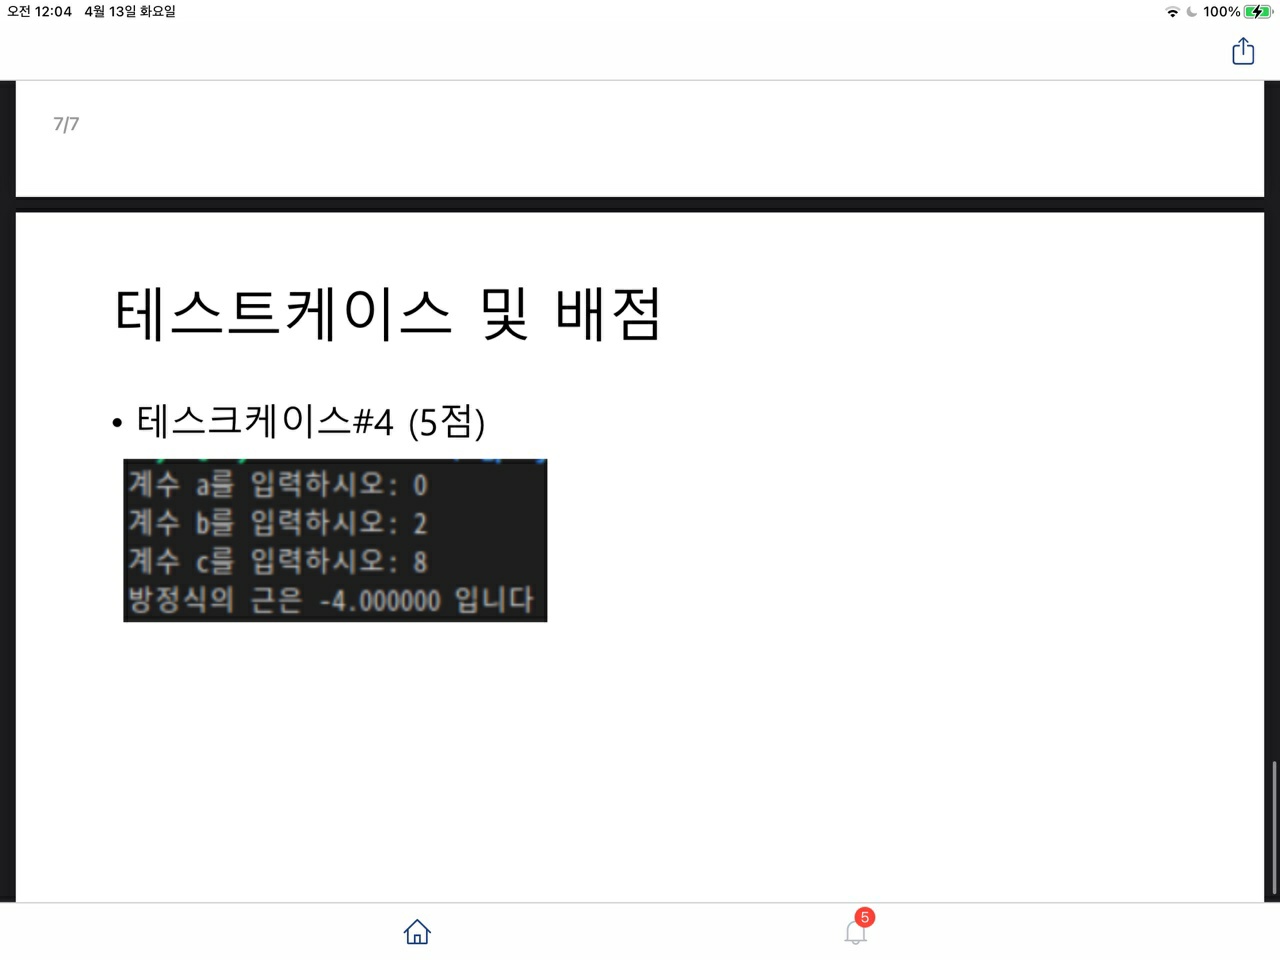 오전 12:04 4월 13일 화요일
100%
7/7
테스트케이스 및 배점
• 테스크케이스#4 (5점)
계수 a를 입력하시오: 0
계수 b를 입력하시오: 2
계수 c를 입력하시오: 8
방정식의 근은 -4.000000 입니다
5